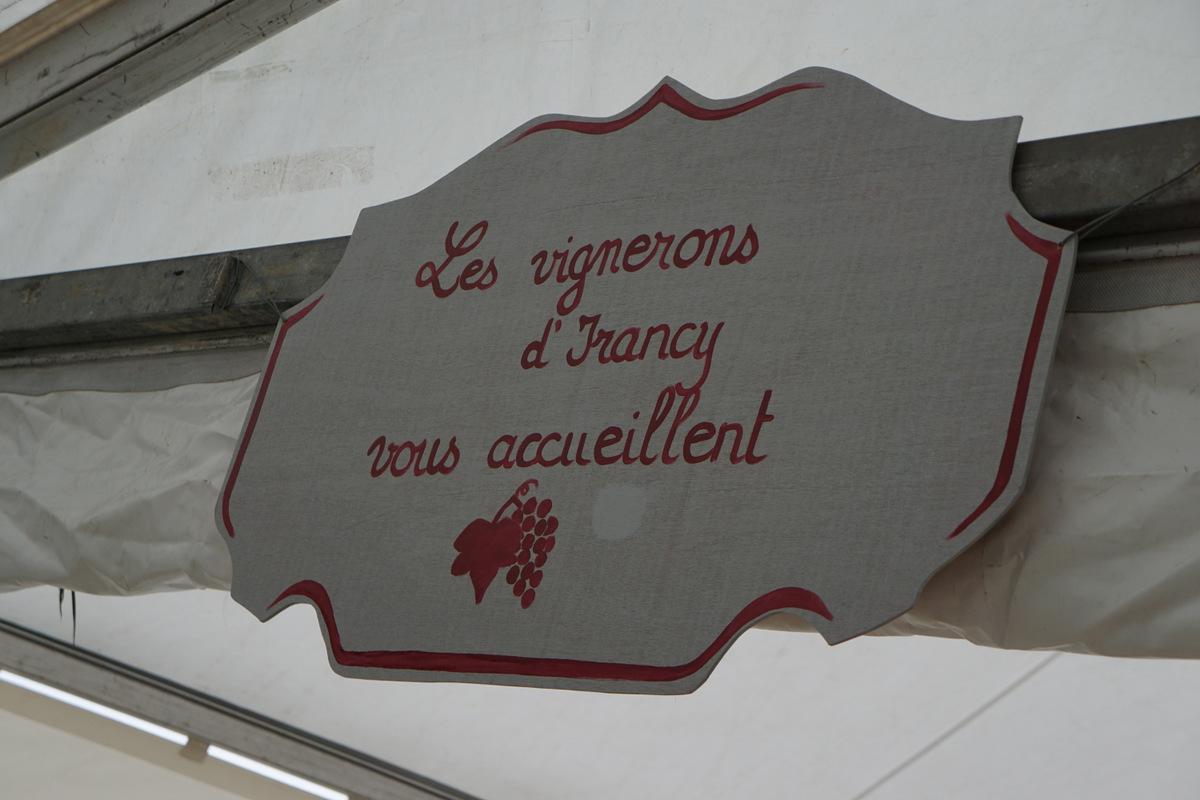 Les vignerons
d'Irancy
vous accueillent